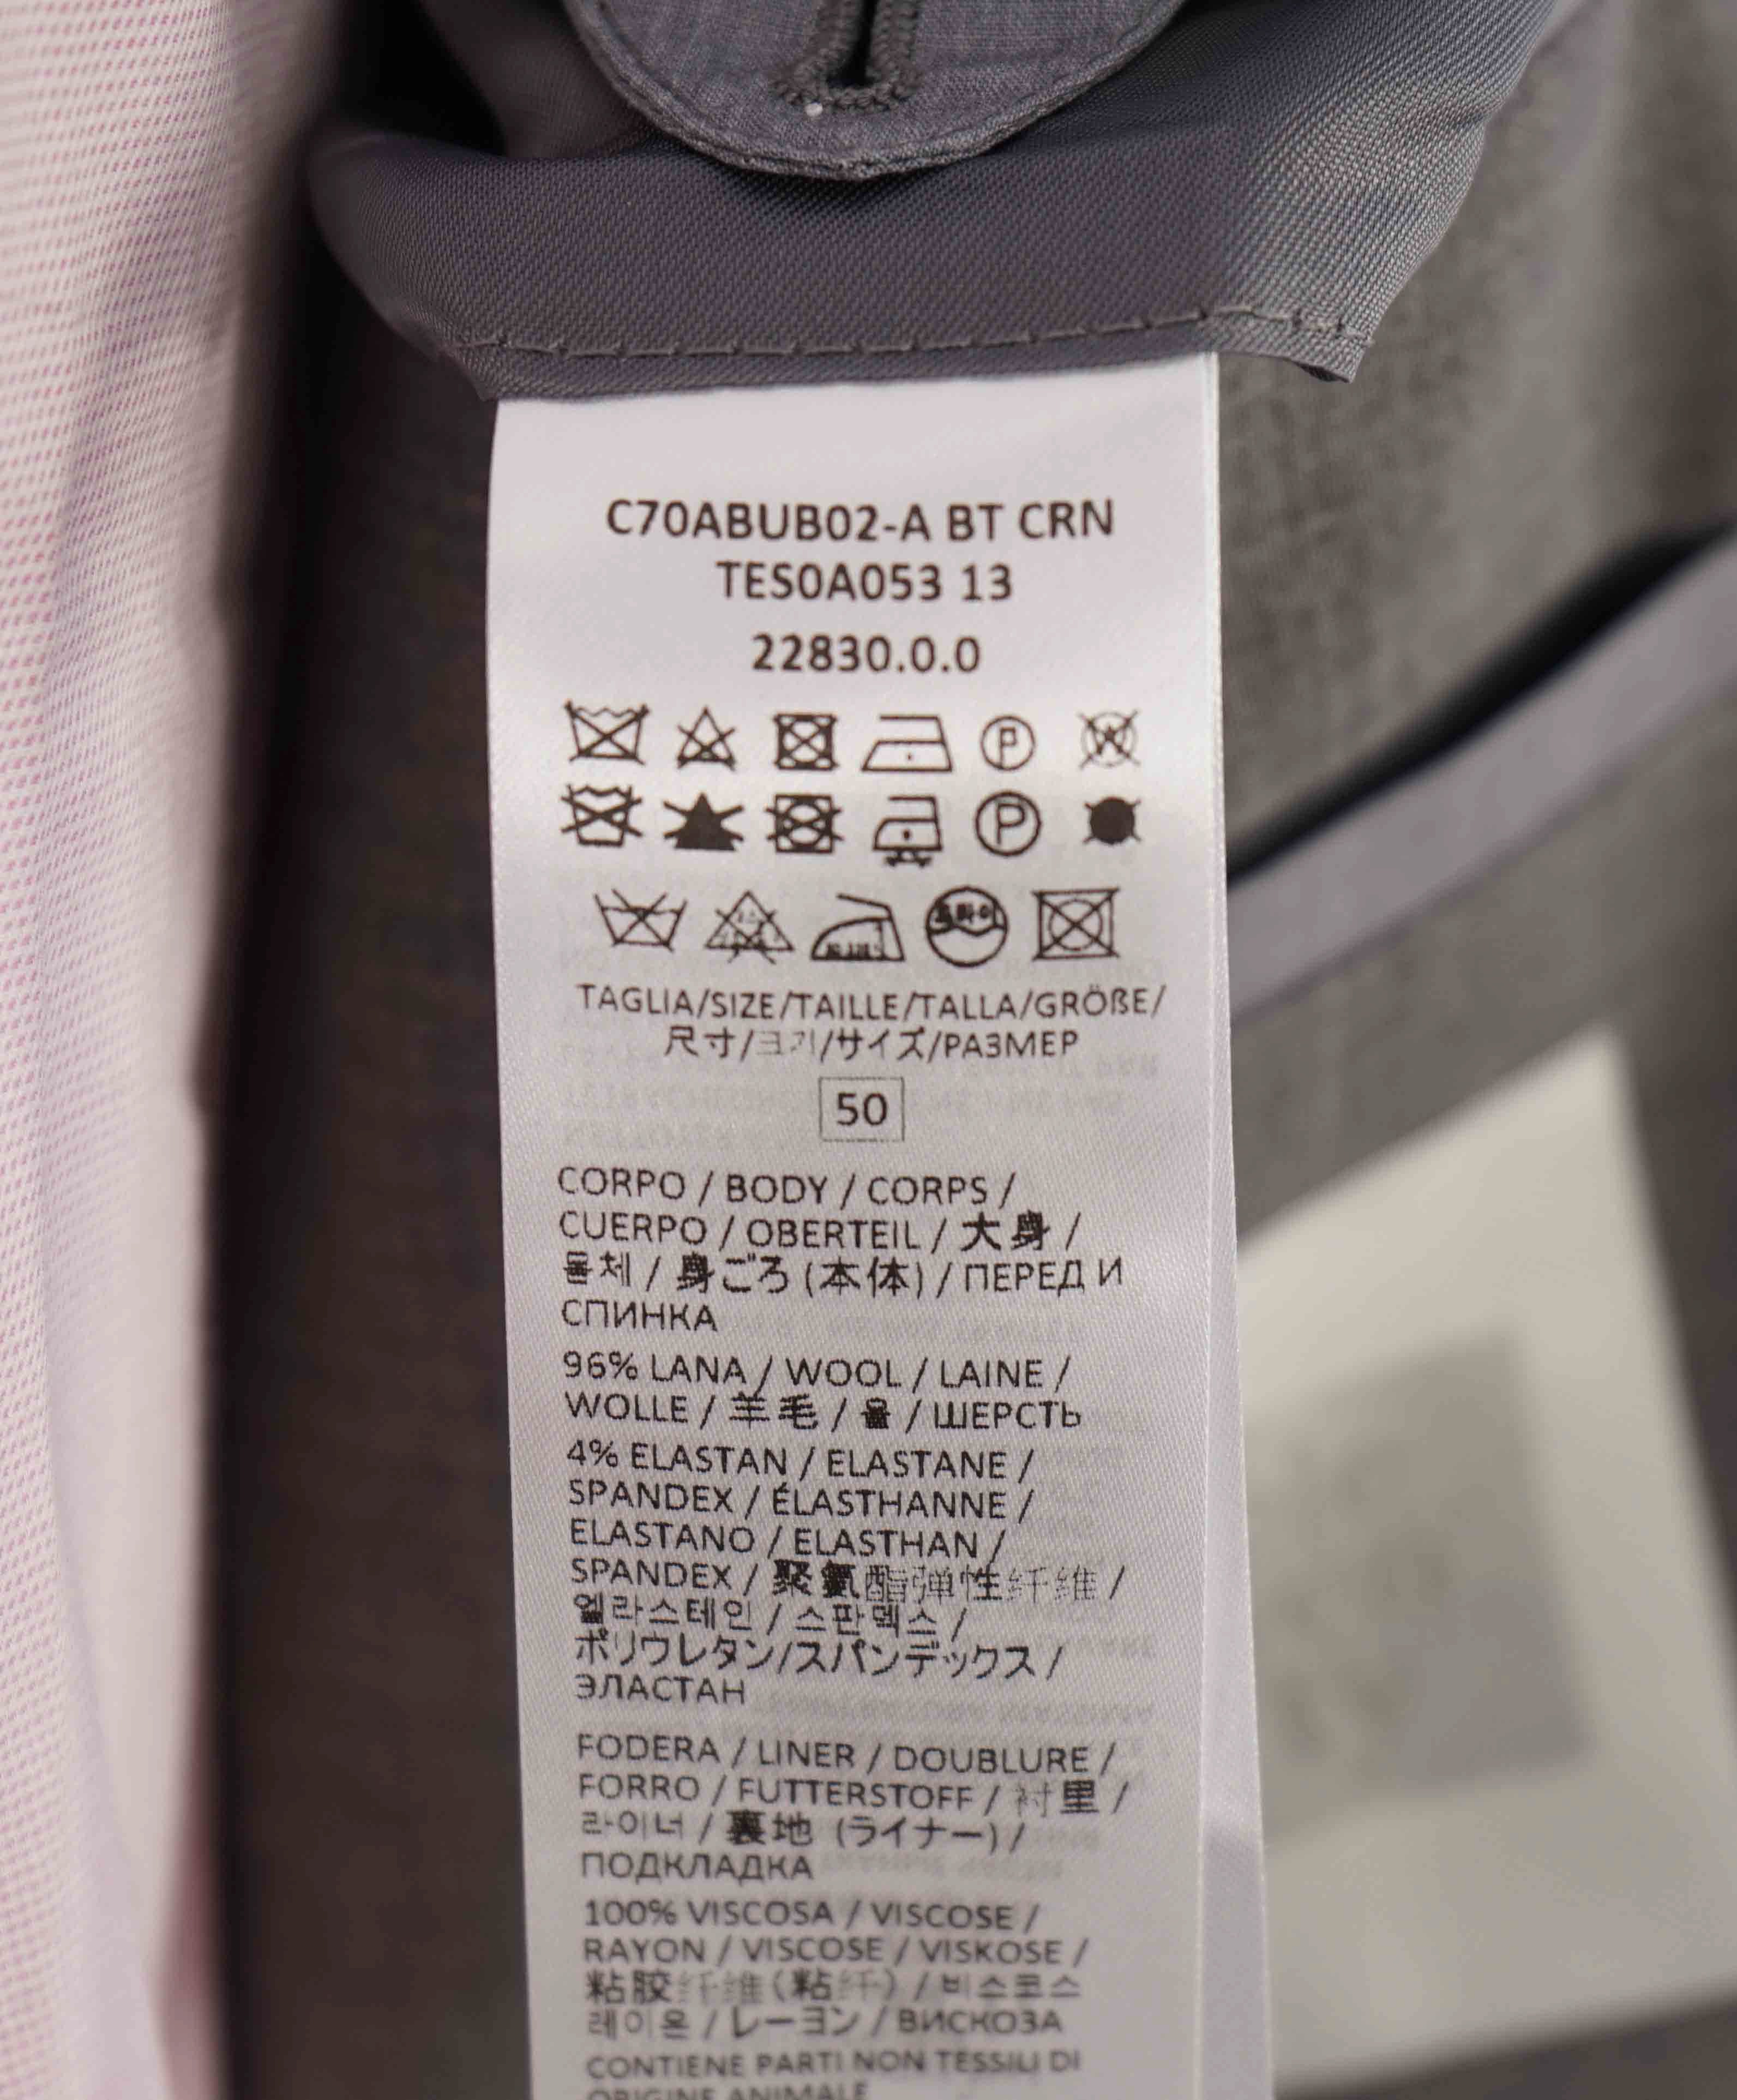 C70ABUB02-A BT CRN
TES0A053 13
22830.0.0
P W
P
드라이
TAGLIA/SIZE/TAILLE/TALLA/GRÖßE/
尺寸/크기/サイズ/РАЗМЕР
50
CORPO / BODY / CORPS /
CUERPO / OBERTEIL / 大身 /
몸체 / 身ごろ (本体) / ПЕРЕД И
СПИНКА
96% LANA / WOOL / LAINE /
WOLLE / 羊毛 / 울 / ШЕРСТЬ
4% ELASTAN / ELASTANE /
SPANDEX / ÉLASTHANNE /
ELASTANO / ELASTHAN /
SPANDEX / 聚氨酯弹性纤维 /
엘라스테인 / 스판덱스 /
ポリウレタン/スパンデックス /
ЭЛАСТАН
FODERA / LINER / DOUBLURE /
FORRO / FUTTERSTOFF / 衬里 /
라이너 / 裏地 (ライナー) /
ПОДКЛАДКА
100% VISCOSA / VISCOSE /
RAYON / VISCOSE / VISKOSE /
粘胶纤维(粘纤) / 비스코스
레이온 / レーヨン / ВИСКОЗА
CONTIENE PARTI NON TESSILI DI
ORIGINE ANIMALE